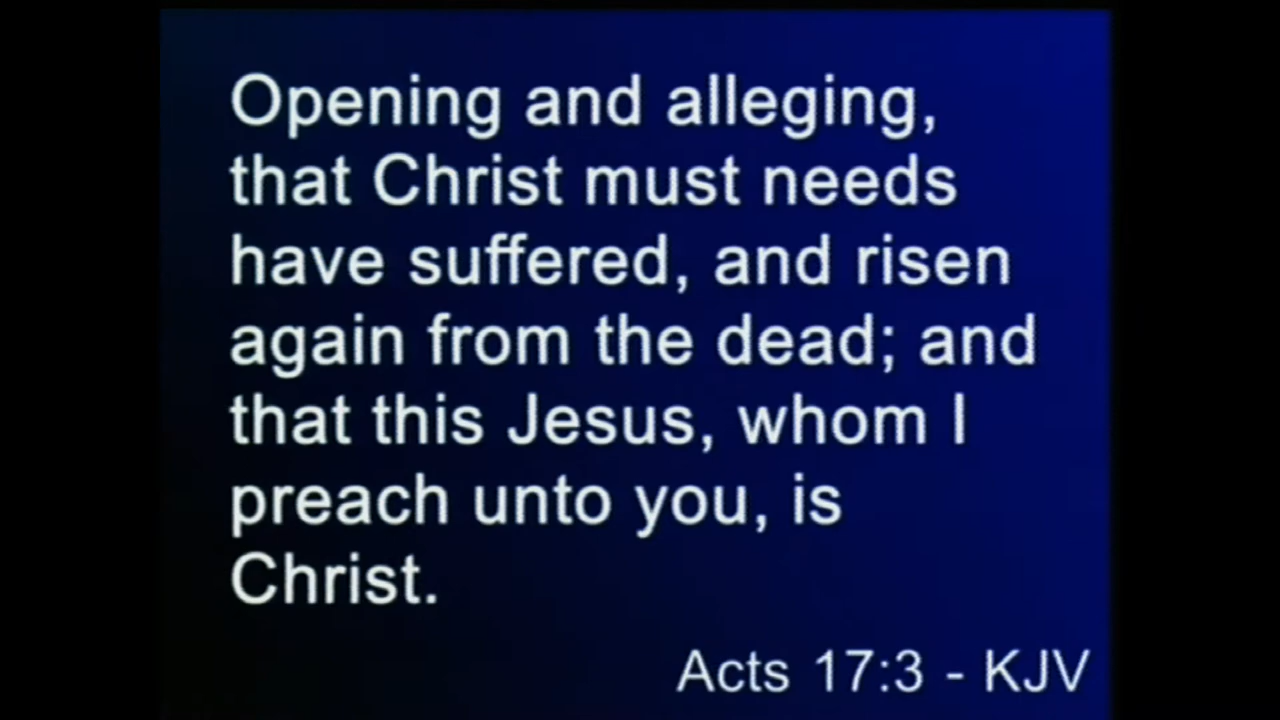 Opening and alleging,
that Christ must needs
have suffered, and risen
again from the dead; and
that this Jesus, whom I
preach unto you, is
Christ.
Acts 17:3 - KJV